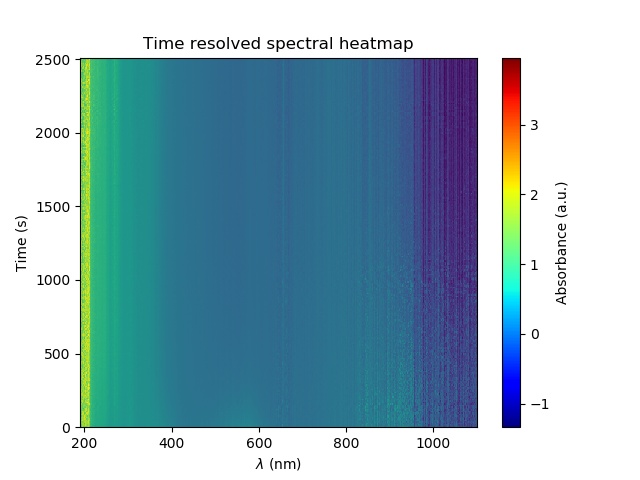 Time resolved spectral heatmap
2500
2000
1500
1000
500
0
Time (s)
200 400 600 800 1000
λ (nm)
3
2
1
0
−1
Absorbance (a.u.)